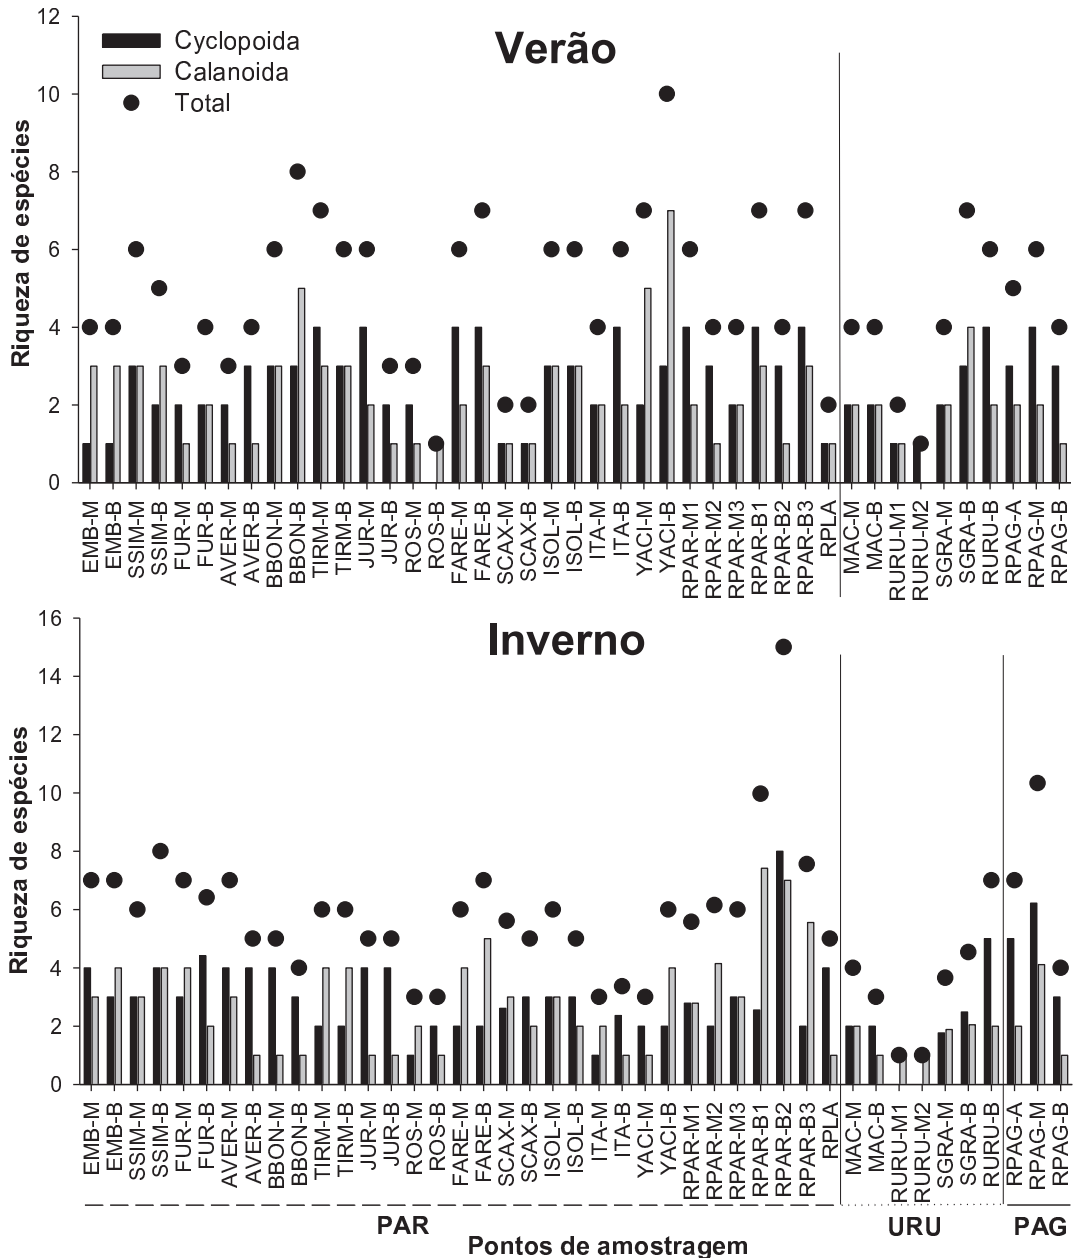 Verão
Cyclopoida
Calanoida
Total
Riqueza de espécies
12
10
8
6
4
2
0
EMB-M
EMB-B
SSIM-M
SSIM-B
FUR-M
FUR-B
AVER-M
AVER-B
BBON-M
BBON-B
TIRM-M
TIRM-B
JUR-M
JUR-B
ROS-M
ROS-B
FARE-M
FARE-B
SCAX-M
SCAX-B
ISOL-M
ISOL-B
ITA-M
ITA-B
YACI-M
YACI-B
RPAR-M1
RPAR-M2
RPAR-M3
RPAR-B1
RPAR-B2
RPAR-B3
RPLA
MAC-M
MAC-B
RURU-M1
RURU-M2
SGRA-M
SGRA-B
RURU-B
RPAG-A
RPAG-M
RPAG-B
Inverno
Riqueza de espécies
16
14
12
10
8
6
4
2
0
EMB-M
EMB-B
SSIM-M
SSIM-B
FUR-M
FUR-B
AVER-M
AVER-B
BBON-M
BBON-B
TIRM-M
TIRM-B
JUR-M
JUR-B
ROS-M
ROS-B
FARE-M
FARE-B
SCAX-M
SCAX-B
ISOL-M
ISOL-B
ITA-M
ITA-B
YACI-M
YACI-B
RPAR-M1
RPAR-M2
RPAR-M3
RPAR-B1
RPAR-B2
RPAR-B3
RPLA
MAC-M
MAC-B
RURU-M1
RURU-M2
SGRA-M
SGRA-B
RURU-B
RPAG-A
RPAG-M
RPAG-B
PAR
URU
PAG
Pontos de amostragem